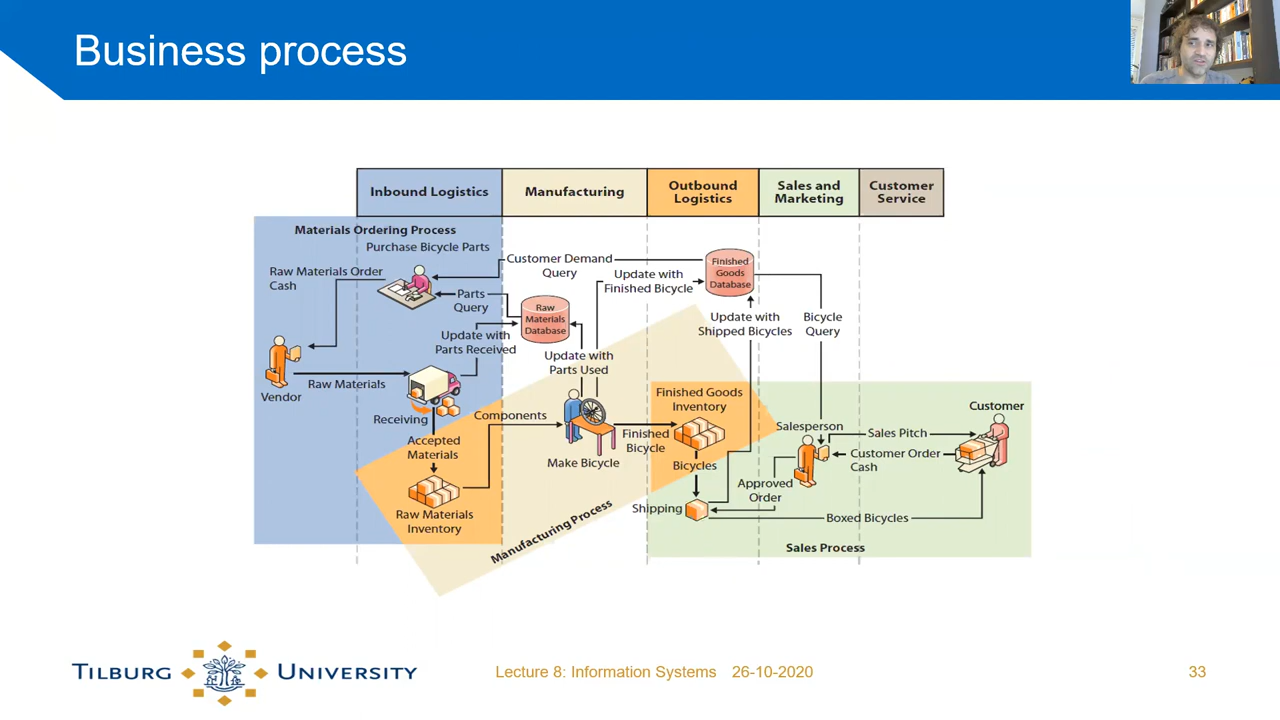 Business process
Inbound Logistics
Manufacturing
Outbound
Logistics
Sales and
Marketing
Customer
Service
Materials Ordering Process
Purchase Bicycle Parts
Raw Materials Order
Cash
Customer Demand
Query
Update with
Finished Bicycle
Finished
Goods
Database
Parts
Query
Raw
Materials
Database
Update with
Parts Received
Update with
Shipped Bicycles
Bicycle
Query
Update with
Parts Used
Vendor
Raw Materials
Receiving
Accepted
Materials
Components
Make Bicycle
Finished
Bicycle
Finished Goods
Inventory
Bicycles
Salesperson
Sales Pitch
Customer
Customer Order
Cash
Approved
Order
Shipping
Boxed Bicycles
Raw Materials
Inventory
Manufacturing Process
Sales Process
TILBURG UNIVERSITY
Lecture 8: Information Systems 26-10-2020
33